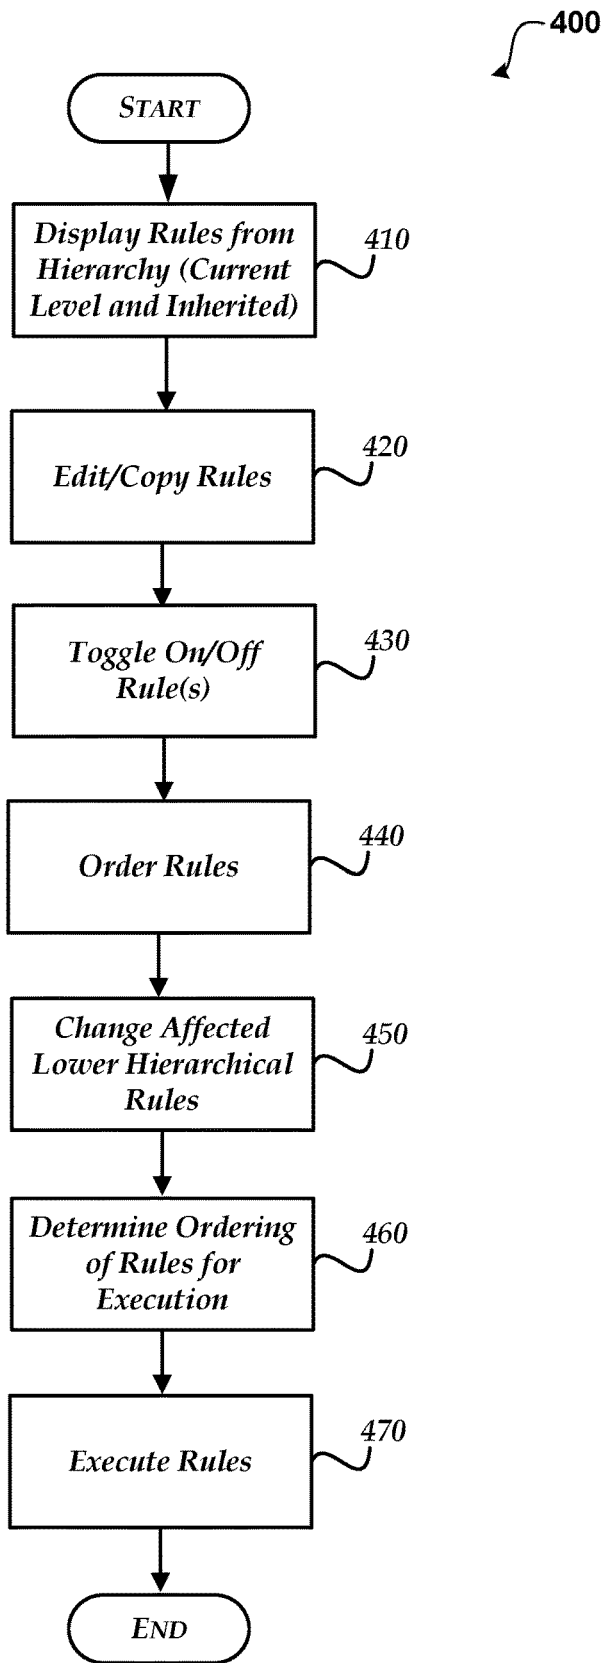 400
START
Display Rules from
Hierarchy (Current
Level and Inherited)
410
Edit/Copy Rules
420
Toggle On/Off
Rule(s)
430
Order Rules
440
Change Affected
Lower Hierarchical
Rules
450
Determine Ordering
of Rules for
Execution
460
Execute Rules
470
END